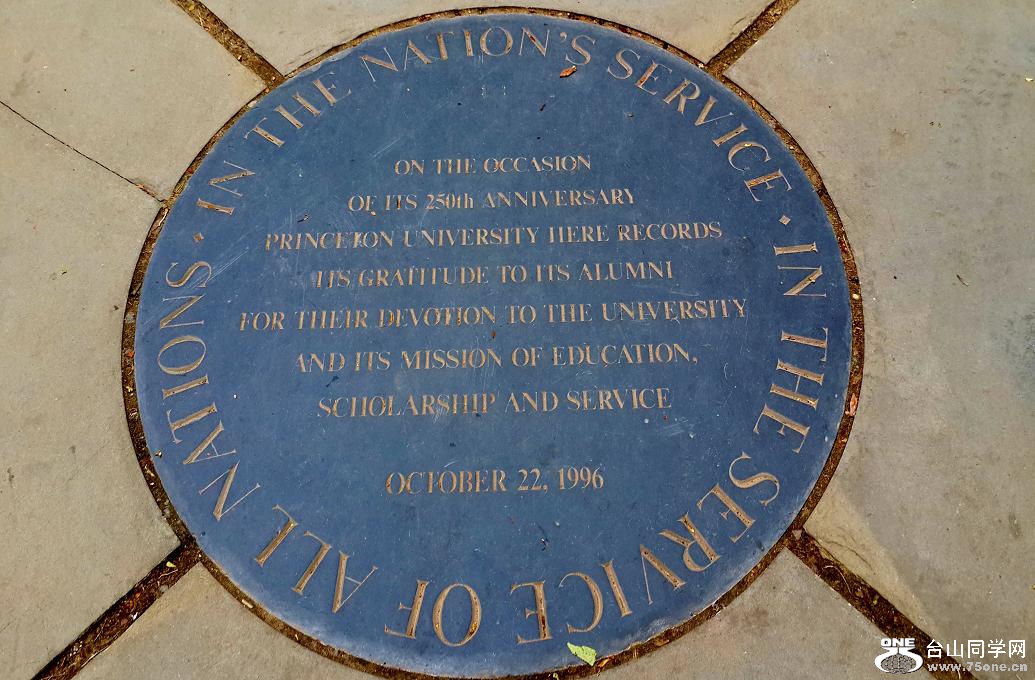 · IN THE NATION'S SERVICE · IN THE SERVICE OF ALL NATIONS
ON THE OCCASION
OF ITS 250th ANNIVERSARY
PRINCETON UNIVERSITY HERE RECORDS
ITS GRATITUDE TO ITS ALUMNI
FOR THEIR DEVOTION TO THE UNIVERSITY
AND ITS MISSION OF EDUCATION,
SCHOLARSHIP AND SERVICE
OCTOBER 22, 1996
ONE 台山同学网
www.75one.cn